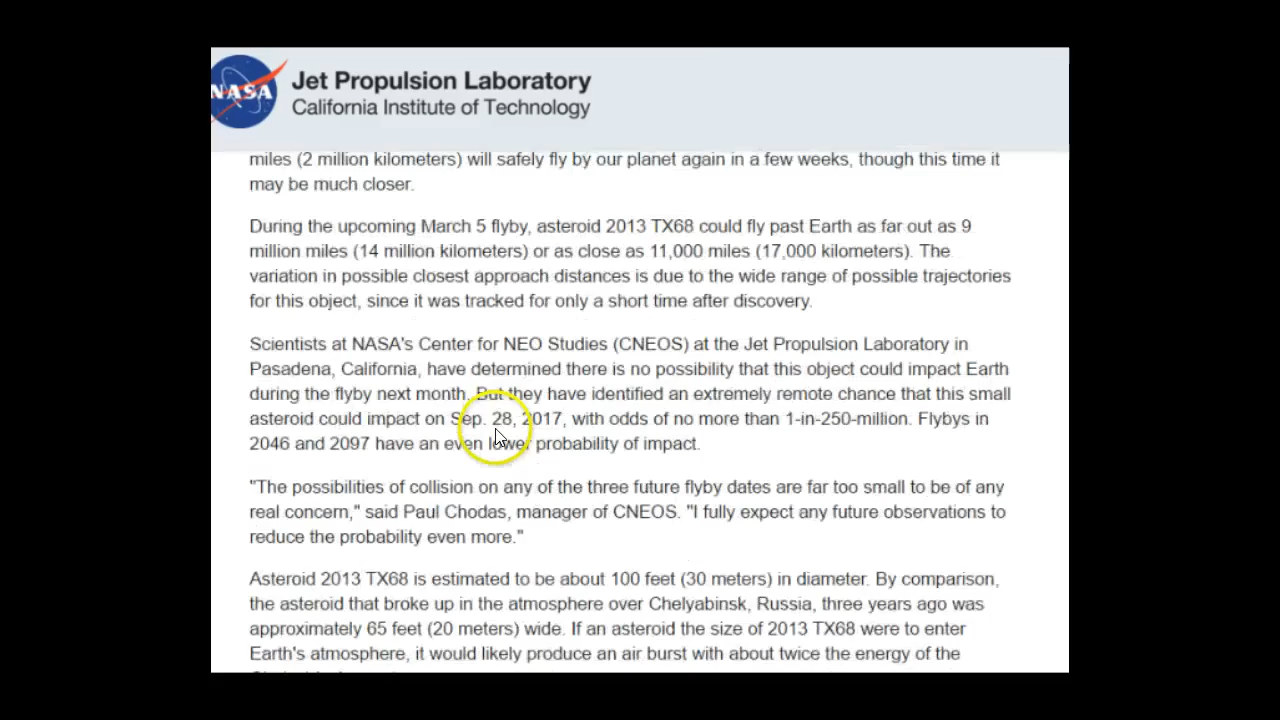 NASA
Jet Propulsion Laboratory
California Institute of Technology
miles (2 million kilometers) will safely fly by our planet again in a few weeks, though this time it
may be much closer.
During the upcoming March 5 flyby, asteroid 2013 TX68 could fly past Earth as far out as 9
million miles (14 million kilometers) or as close as 11,000 miles (17,000 kilometers). The
variation in possible closest approach distances is due to the wide range of possible trajectories
for this object, since it was tracked for only a short time after discovery.
Scientists at NASA's Center for NEO Studies (CNEOS) at the Jet Propulsion Laboratory in
Pasadena, California, have determined there is no possibility that this object could impact Earth
during the flyby next month. But they have identified an extremely remote chance that this small
asteroid could impact on Sep. 28, 2017, with odds of no more than 1-in-250-million. Flybys in
2046 and 2097 have an even lower probability of impact.
"The possibilities of collision on any of the three future flyby dates are far too small to be of any
real concern," said Paul Chodas, manager of CNEOS. "I fully expect any future observations to
reduce the probability even more."
Asteroid 2013 TX68 is estimated to be about 100 feet (30 meters) in diameter. By comparison,
the asteroid that broke up in the atmosphere over Chelyabinsk, Russia, three years ago was
approximately 65 feet (20 meters) wide. If an asteroid the size of 2013 TX68 were to enter
Earth's atmosphere, it would likely produce an air burst with about twice the energy of the